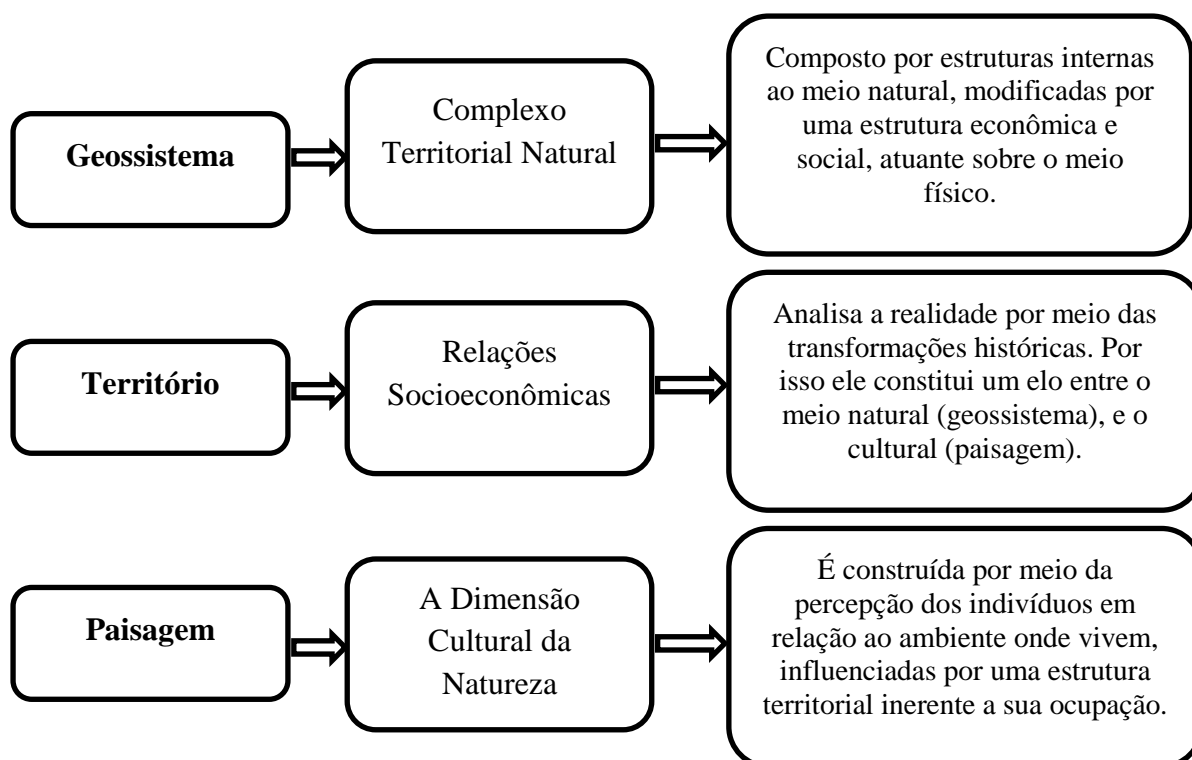 Geossistema
Complexo
Territorial Natural
Composto por estruturas internas
ao meio natural, modificadas por
uma estrutura econômica e
social, atuante sobre o meio
físico.
Território
Relações
Socioeconômicas
Analisa a realidade por meio das
transformações históricas. Por
isso ele constitui um elo entre o
meio natural (geossistema), e o
cultural (paisagem).
Paisagem
A Dimensão
Cultural da
Natureza
É construída por meio da
percepção dos indivíduos em
relação ao ambiente onde vivem,
influenciadas por uma estrutura
territorial inerente a sua ocupação.